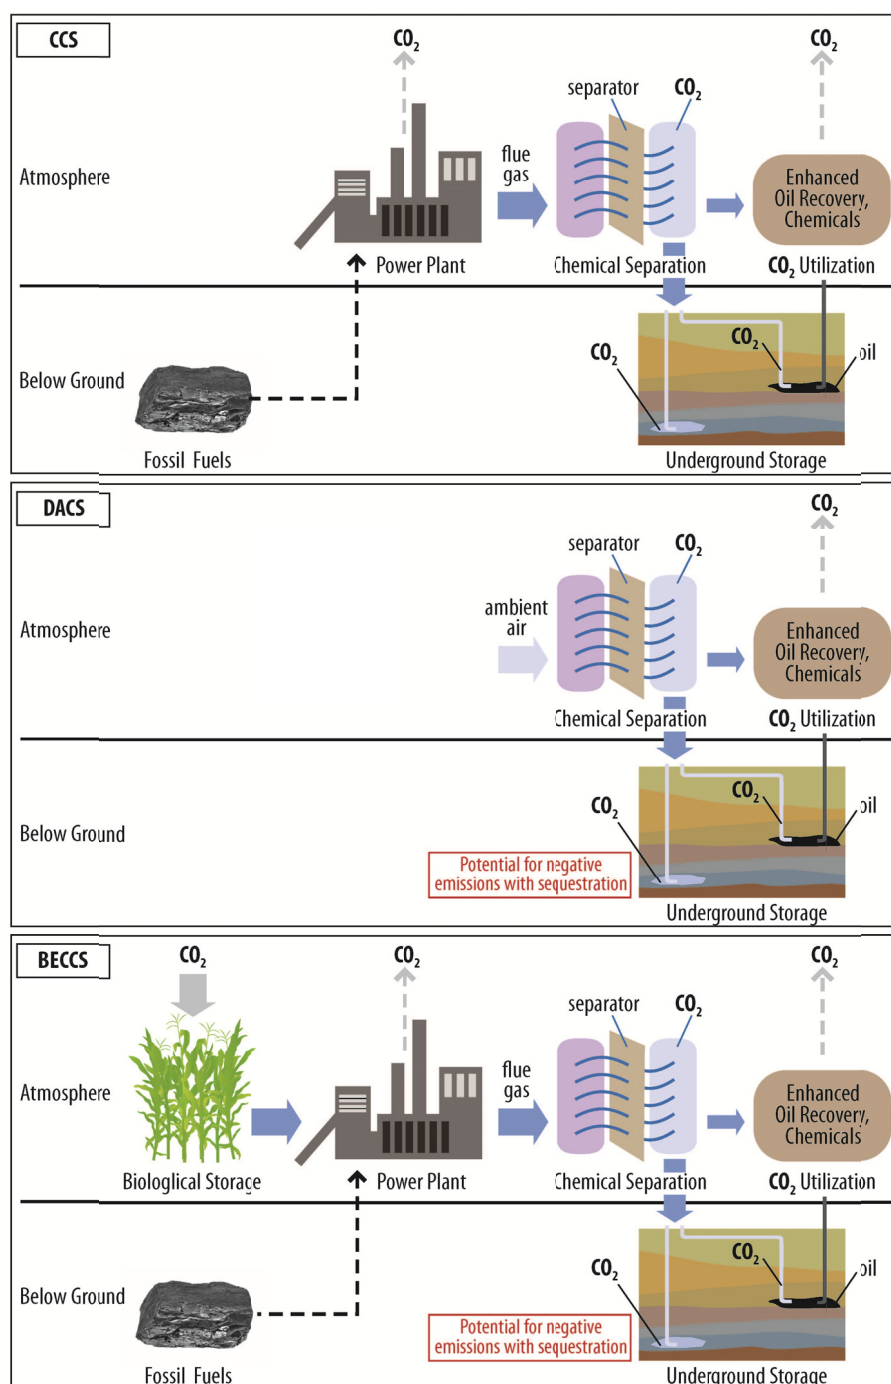 CCS
CO₂
CO₂
separator
CO₂
flue
gas
Atmosphere
Enhanced
Oil Recovery,
Chemicals
Power Plant
Chemical Separation
CO₂ Utilization
Below Ground
CO₂
CO₂
oil
Fossil Fuels
Underground Storage
DACS
CO₂
separator
CO₂
ambient
air
Atmosphere
Enhanced
Oil Recovery,
Chemicals
Chemical Separation
CO₂ Utilization
Below Ground
CO₂
CO₂
oil
Potential for negative
emissions with sequestration
Underground Storage
BECCS
CO₂
CO₂
CO₂
separator
CO₂
flue
gas
Atmosphere
Enhanced
Oil Recovery,
Chemicals
Bioglogical Storage
Power Plant
Chemical Separation
CO₂ Utilization
Below Ground
CO₂
CO₂
oil
Potential for negative
emissions with sequestration
Fossil Fuels
Underground Storage